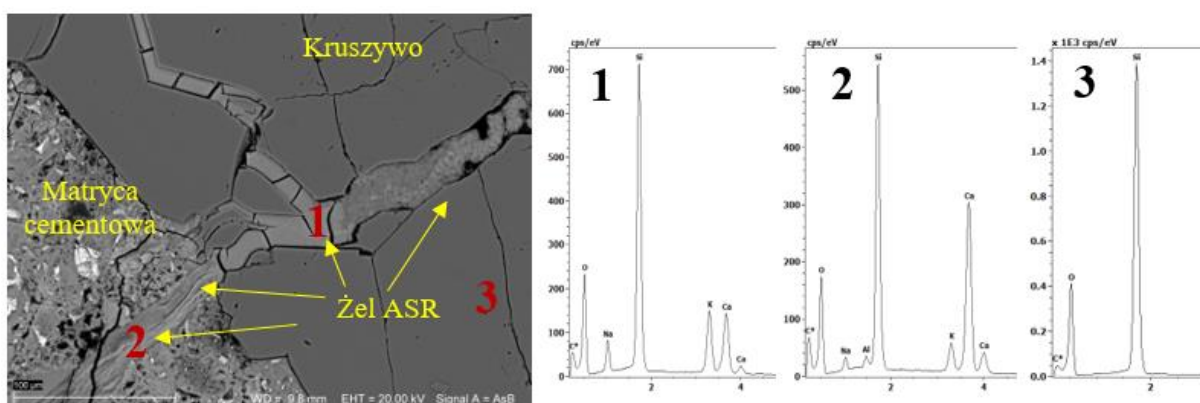 Kruszywo
Matryca
cementowa
1
Żel ASR
3
2
100 µm
WD = 9.8 mm EHT = 20.00 kV Signal A = AsB
cps/eV
1
700
600
500
400
300
200
100
0
C*
O
Na
Si
K
Ca
Ca
2
4
cps/eV
2
500
400
300
200
100
0
C*
O
Na
Al
Si
K
Ca
Ca
2
4
x 1E3 cps/eV
3
1.4
1.2
1.0
0.8
0.6
0.4
0.2
0.0
C*
O
Si
2